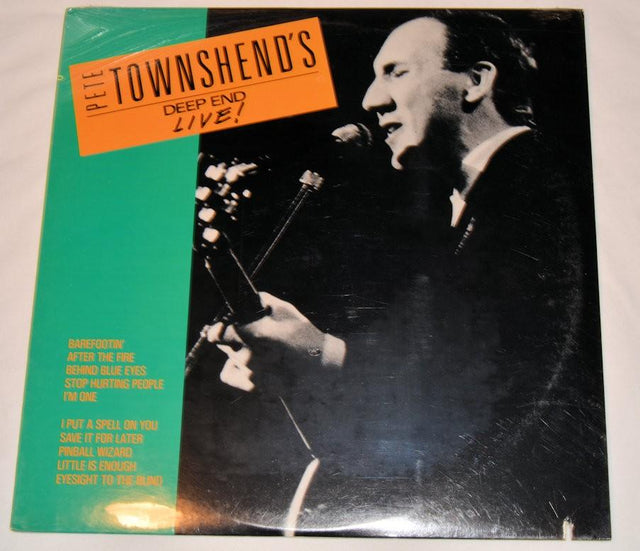 PETE TOWNSHEND'S
DEEP END
LIVE!
BAREFOOTIN'
AFTER THE FIRE
BEHIND BLUE EYES
STOP HURTING PEOPLE
I'M ONE
I PUT A SPELL ON YOU
SAVE IT FOR LATER
PINBALL WIZARD
LITTLE IS ENOUGH
EYESIGHT TO THE BLIND